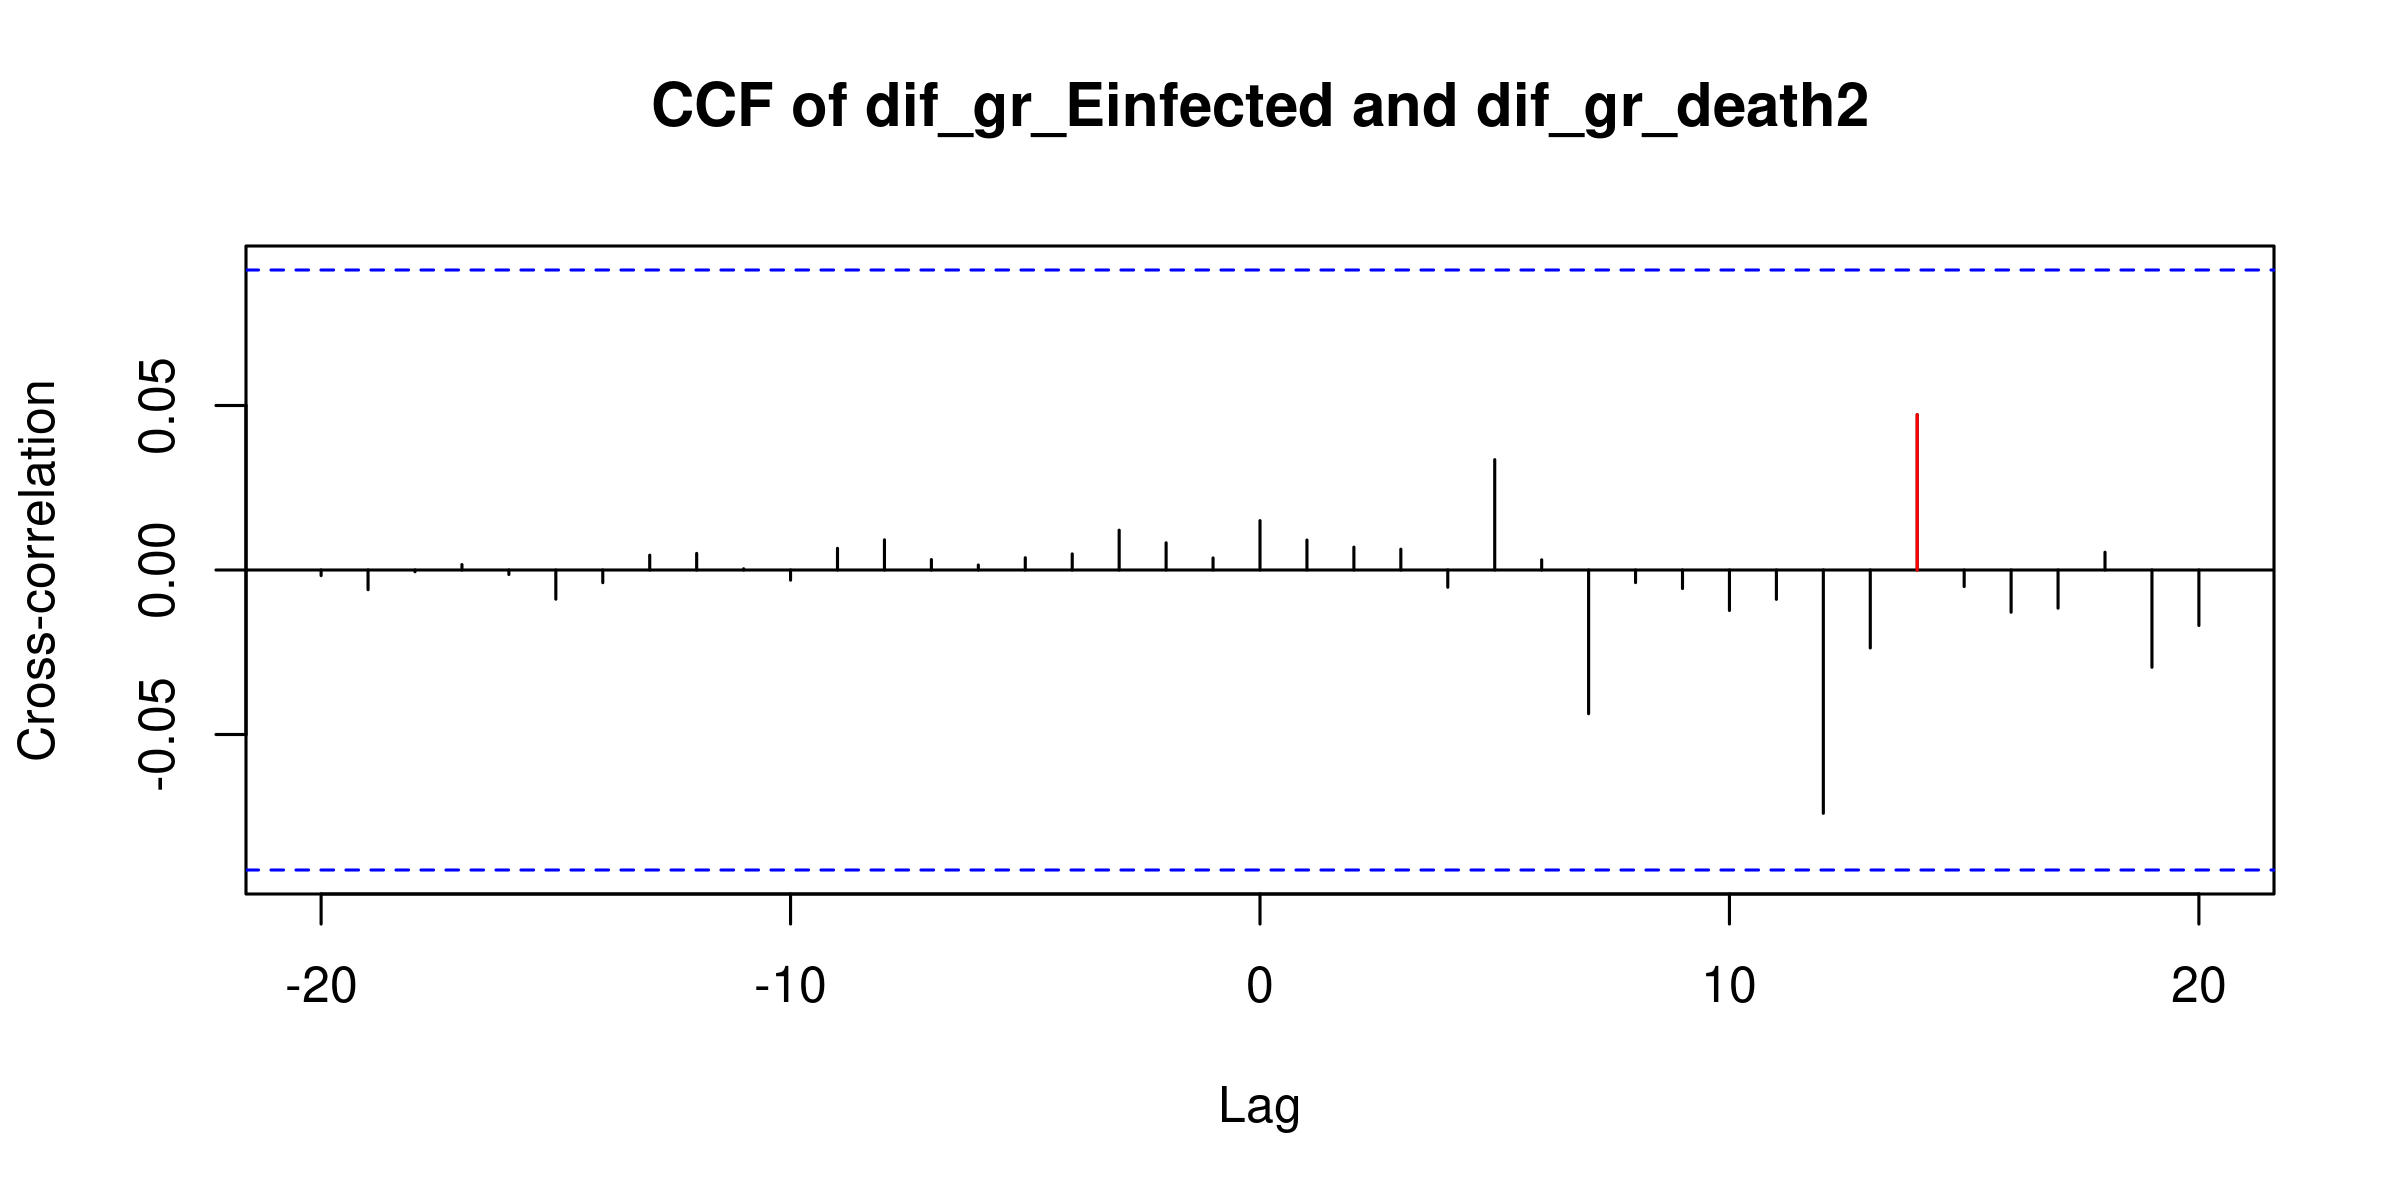 CCF of dif_gr_Einfected and dif_gr_death2
Cross-correlation
0.05
0.00
-0.05
-20 -10 0 10 20
Lag